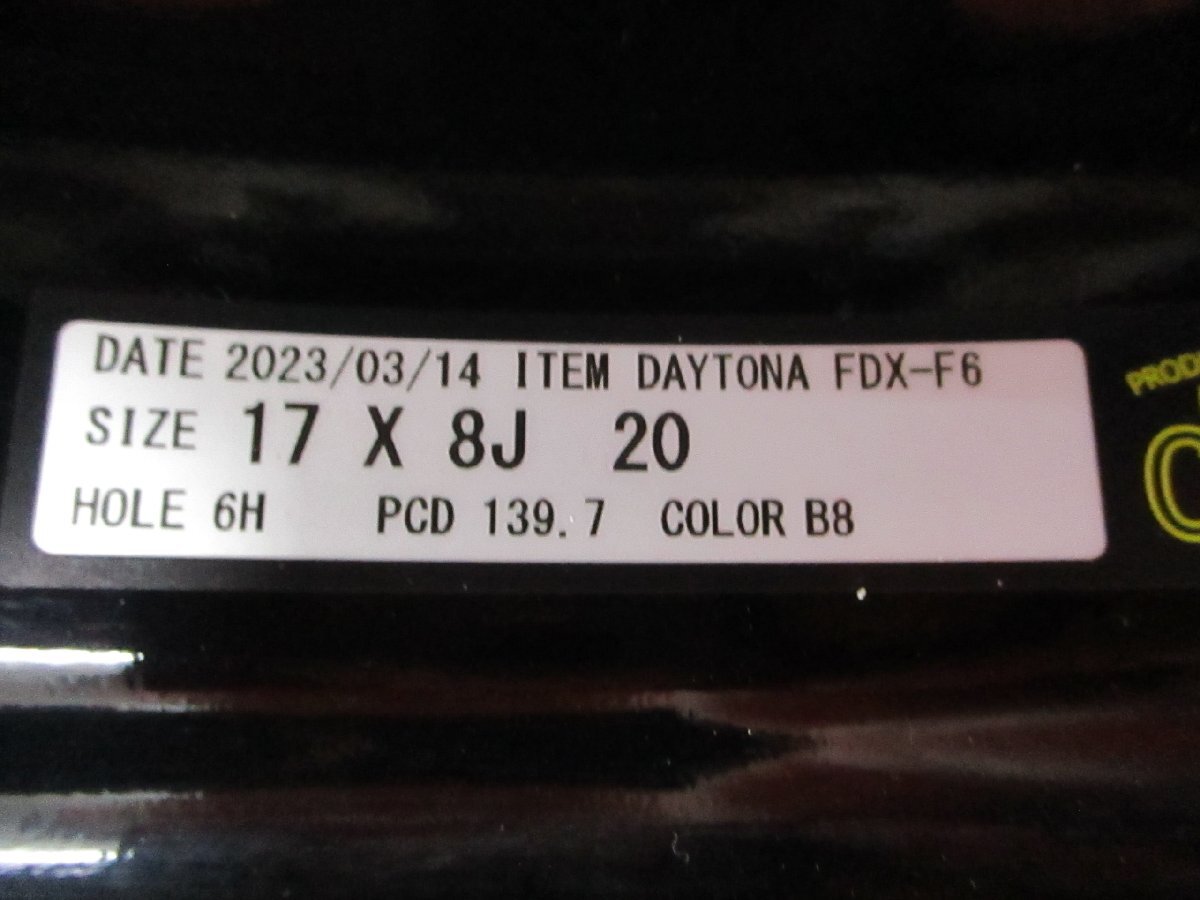 DATE 2023/03/14 ITEM DAYTONA FDX-F6
SIZE 17 X 8J 20
HOLE 6H PCD 139.7 COLOR B8